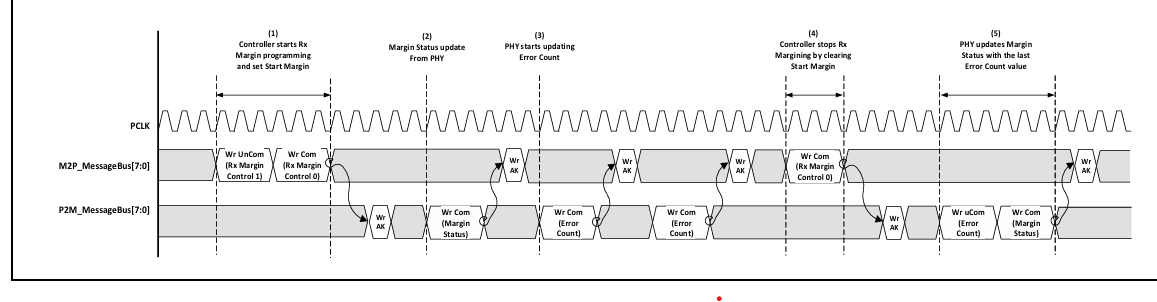 (1)
Controller starts Rx
Margin programming
and set Start Margin
(2)
Margin Status update
From PHY
(3)
PHY starts updating
Error Count
(4)
Controller stops Rx
Margining by clearing
Start Margin
(5)
PHY updates Margin
Status with the last
Error Count value
PCLK
M2P_MessageBus[7:0]
Wr UnCom
(Rx Margin
Control 1)
Wr Com
(Rx Margin
Control 0)
Wr
AK
Wr
AK
Wr
AK
Wr Com
(Rx Margin
Control 0)
Wr
AK
P2M_MessageBus[7:0]
Wr
AK
Wr Com
(Margin
Status)
Wr Com
(Error
Count)
Wr Com
(Error
Count)
Wr
AK
Wr uCom
(Error
Count)
Wr Com
(Margin
Status)